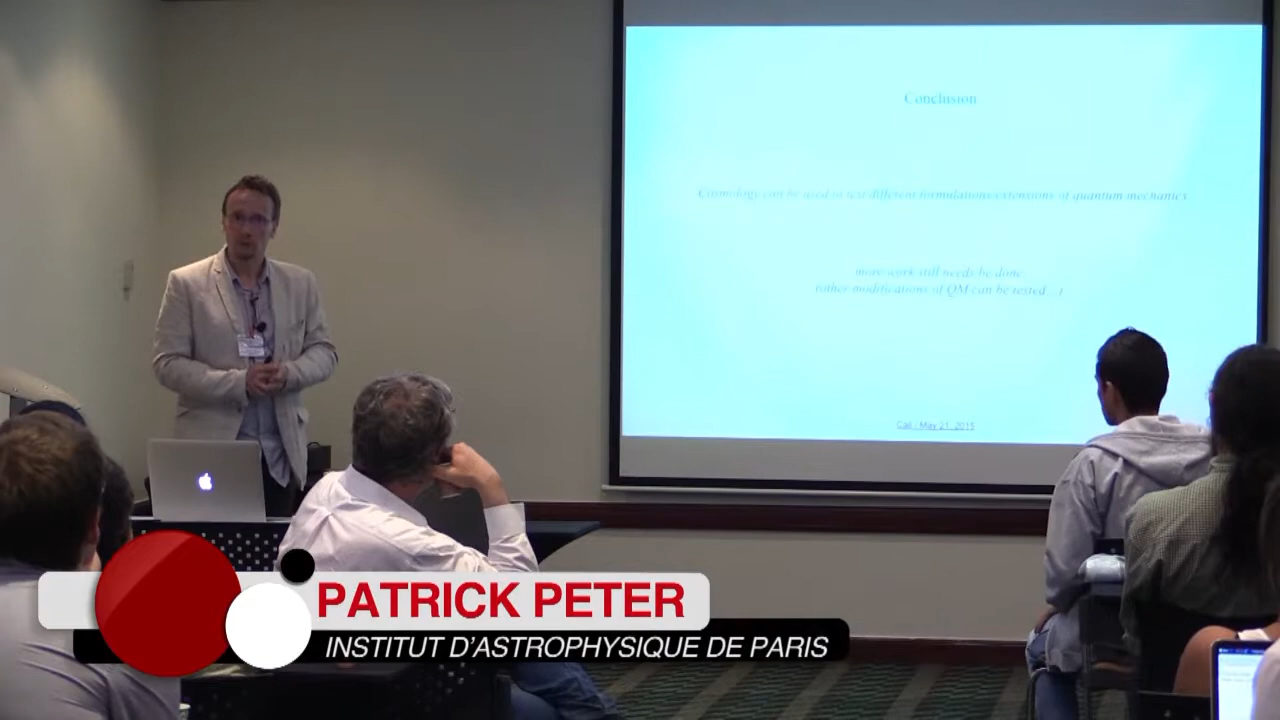 Conclusion
Cosmology can be used to test different formulations/extensions of quantum mechanics
more work still needs be done
(other modifications of QM can be tested...)
Cali - May 21, 2015
PATRICK PETER
INSTITUT D'ASTROPHYSIQUE DE PARIS